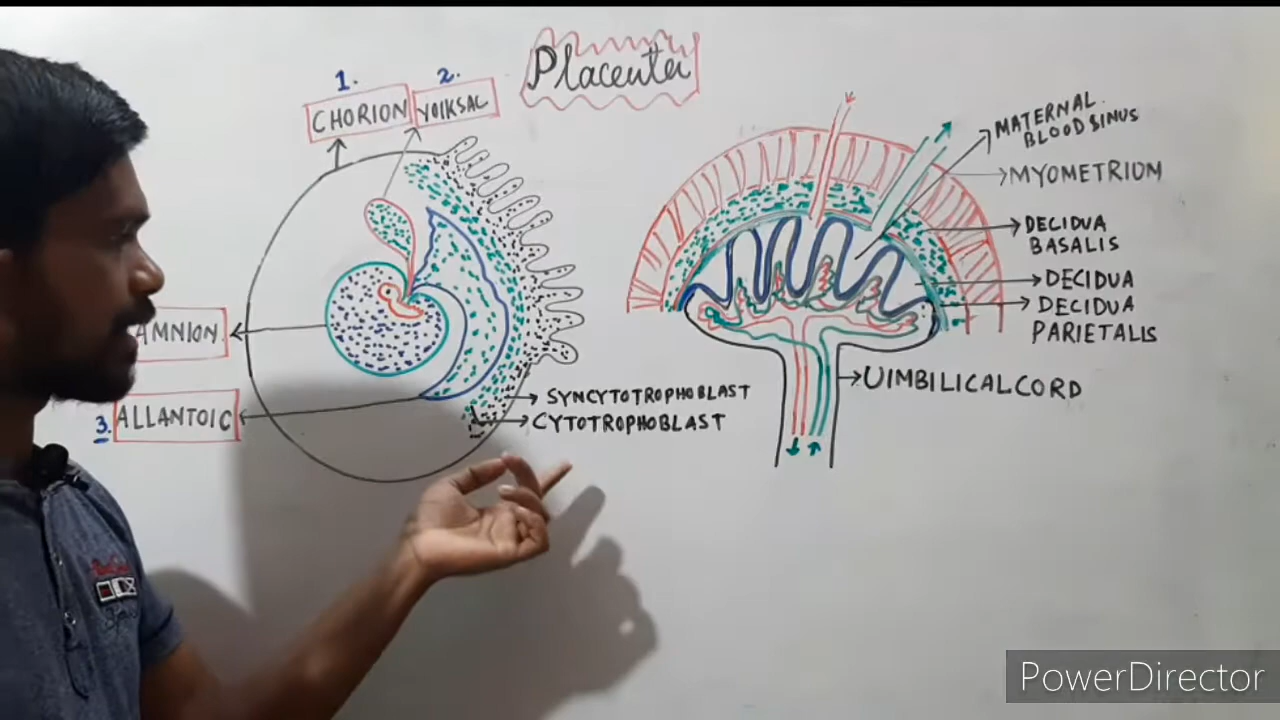 Placenta
1.
CHORION
2.
YOLKSAC
AMNION
3. ALLANTOIC
SYNCYTOTROPHOBLAST
CYTOTROPHOBLAST
MATERNAL
BLOOD SINUS
MYOMETRIUM
DECIDUA
BASALIS
DECIDUA
DECIDUA
PARIETALIS
UIMBILICALCORD
PowerDirector